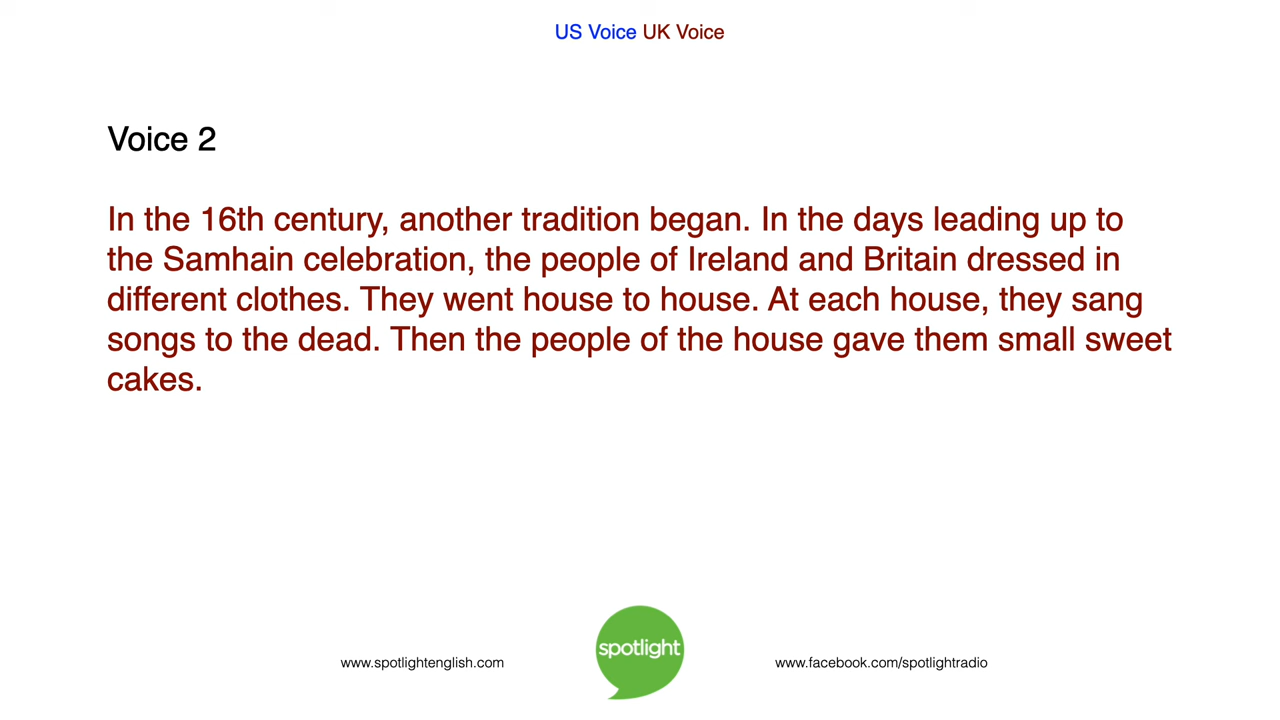 US Voice UK Voice
Voice 2
In the 16th century, another tradition began. In the days leading up to
the Samhain celebration, the people of Ireland and Britain dressed in
different clothes. They went house to house. At each house, they sang
songs to the dead. Then the people of the house gave them small sweet
cakes.
www.spotlightenglish.com
spotlight
www.facebook.com/spotlightradio